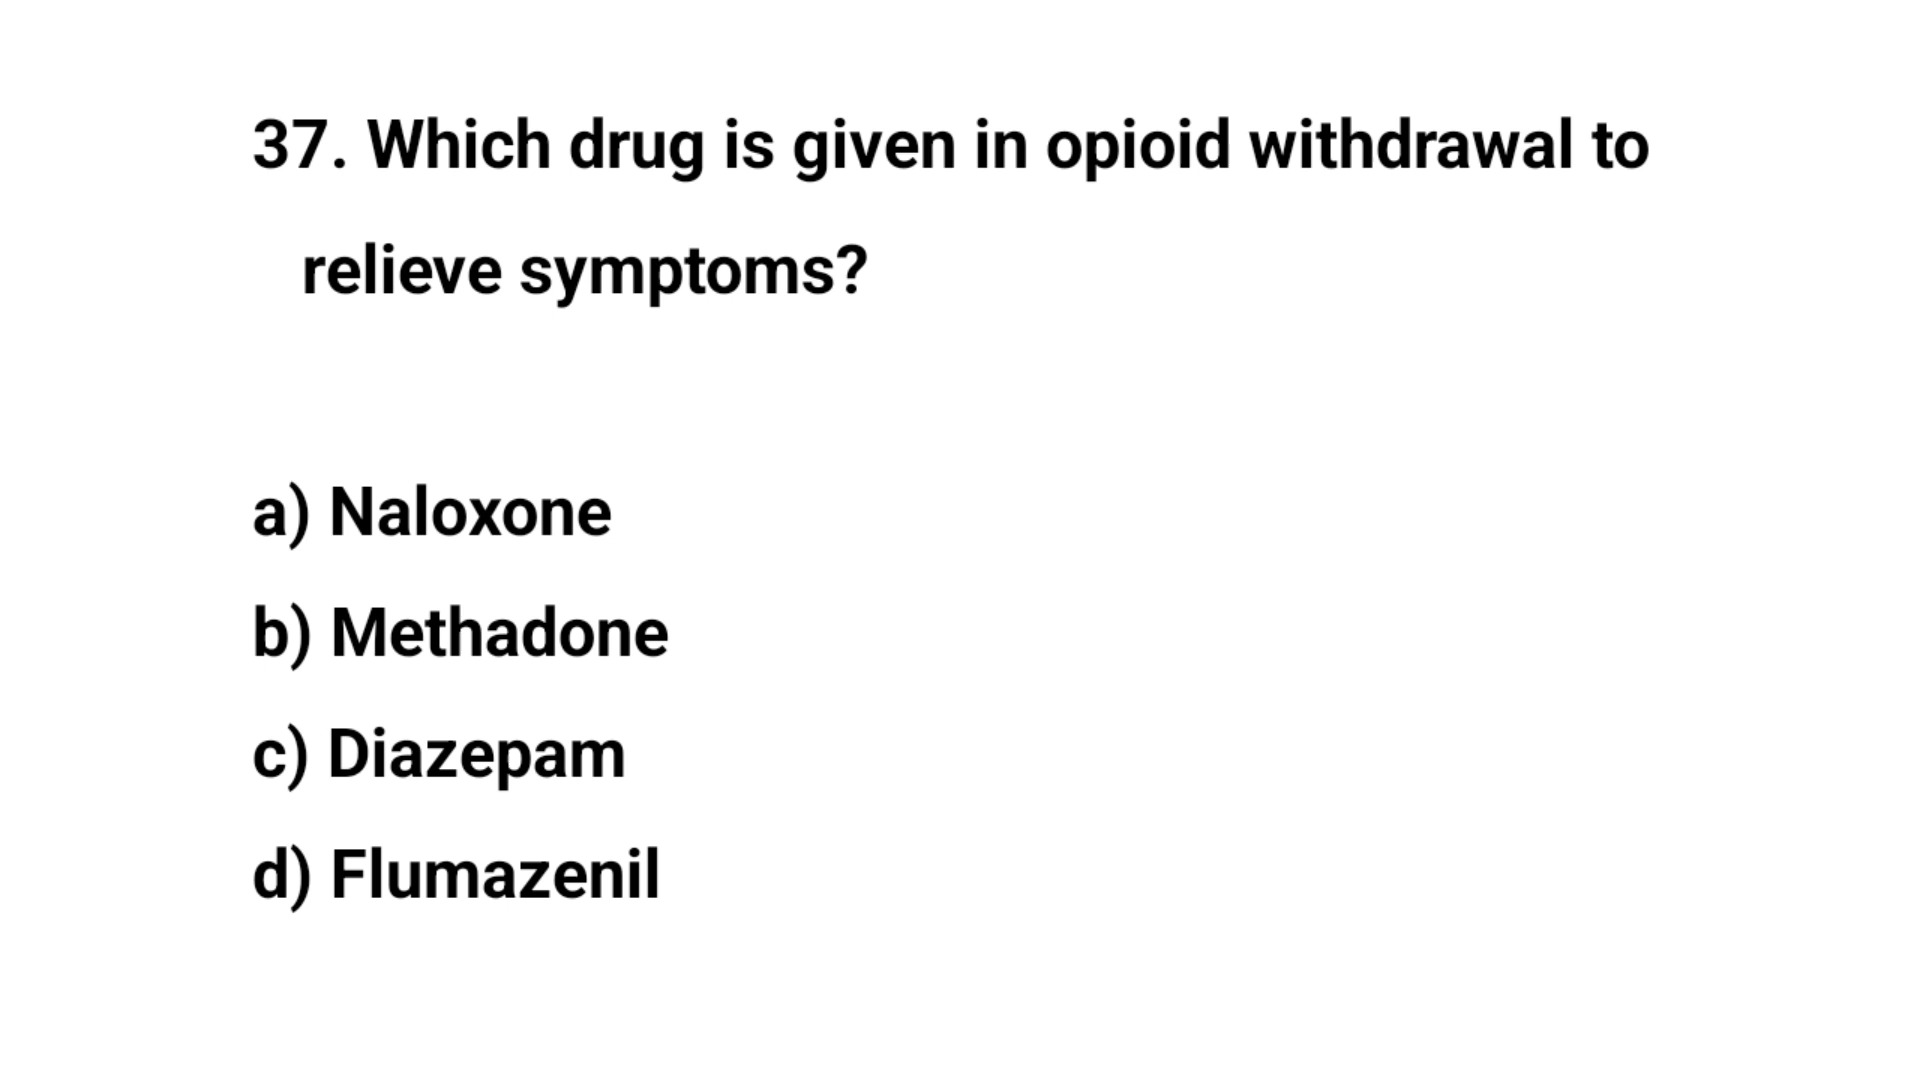 37. Which drug is given in opioid withdrawal to
relieve symptoms?
a) Naloxone
b) Methadone
c) Diazepam
d) Flumazenil